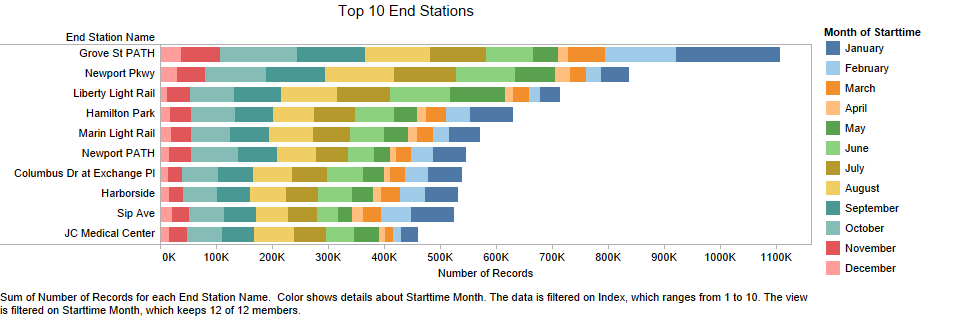 Top 10 End Stations
End Station Name
Grove St PATH
Newport Pkwy
Liberty Light Rail
Hamilton Park
Marin Light Rail
Newport PATH
Columbus Dr at Exchange Pl
Harborside
Sip Ave
JC Medical Center
0K 100K 200K 300K 400K 500K 600K 700K 800K 900K 1000K 1100K
Number of Records
Month of Starttime
January
February
March
April
May
June
July
August
September
October
November
December
Sum of Number of Records for each End Station Name. Color shows details about Starttime Month. The data is filtered on Index, which ranges from 1 to 10. The view
is filtered on Starttime Month, which keeps 12 of 12 members.